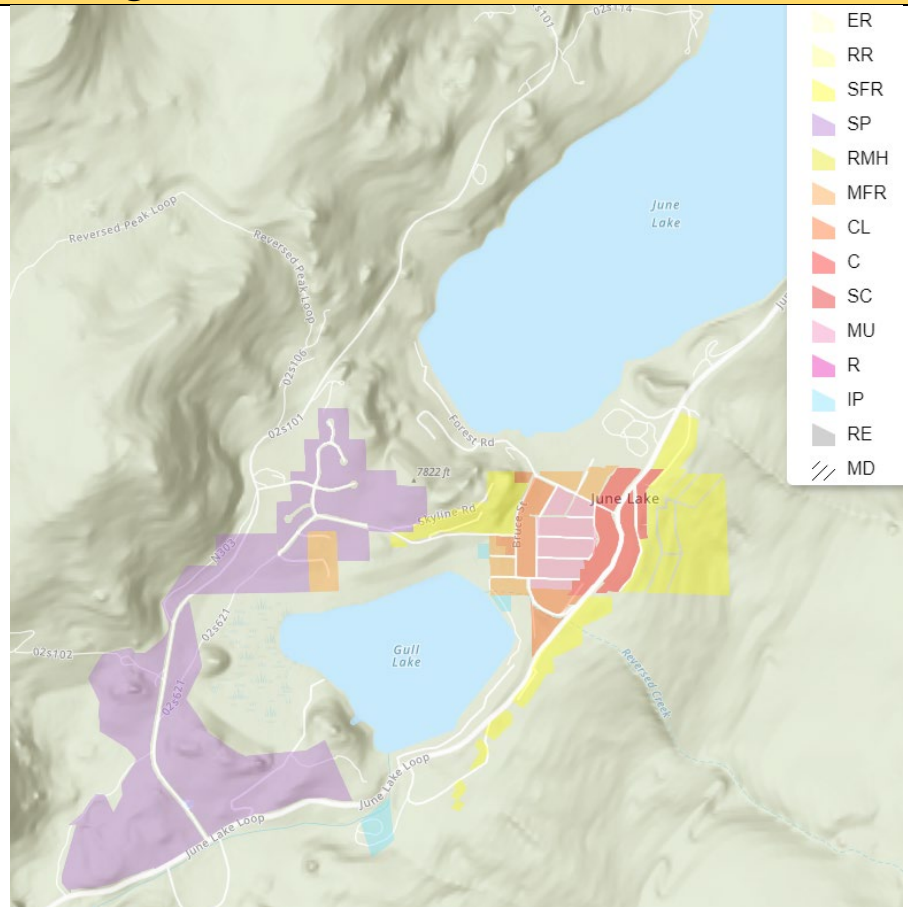 02s107
02s114
June
Lake
Reversed Peak Loop
Reversed Peak Loop
02s106
02s101
Forest Rd
7822 ft
Skyline Rd
Bruce St
June Lake
N303
02s621
02s102
02s621
Gull
Lake
Reversed Creek
June Lake Loop
June Lake Loop
ER
RR
SFR
SP
RMH
MFR
CL
C
SC
MU
R
IP
RE
MD